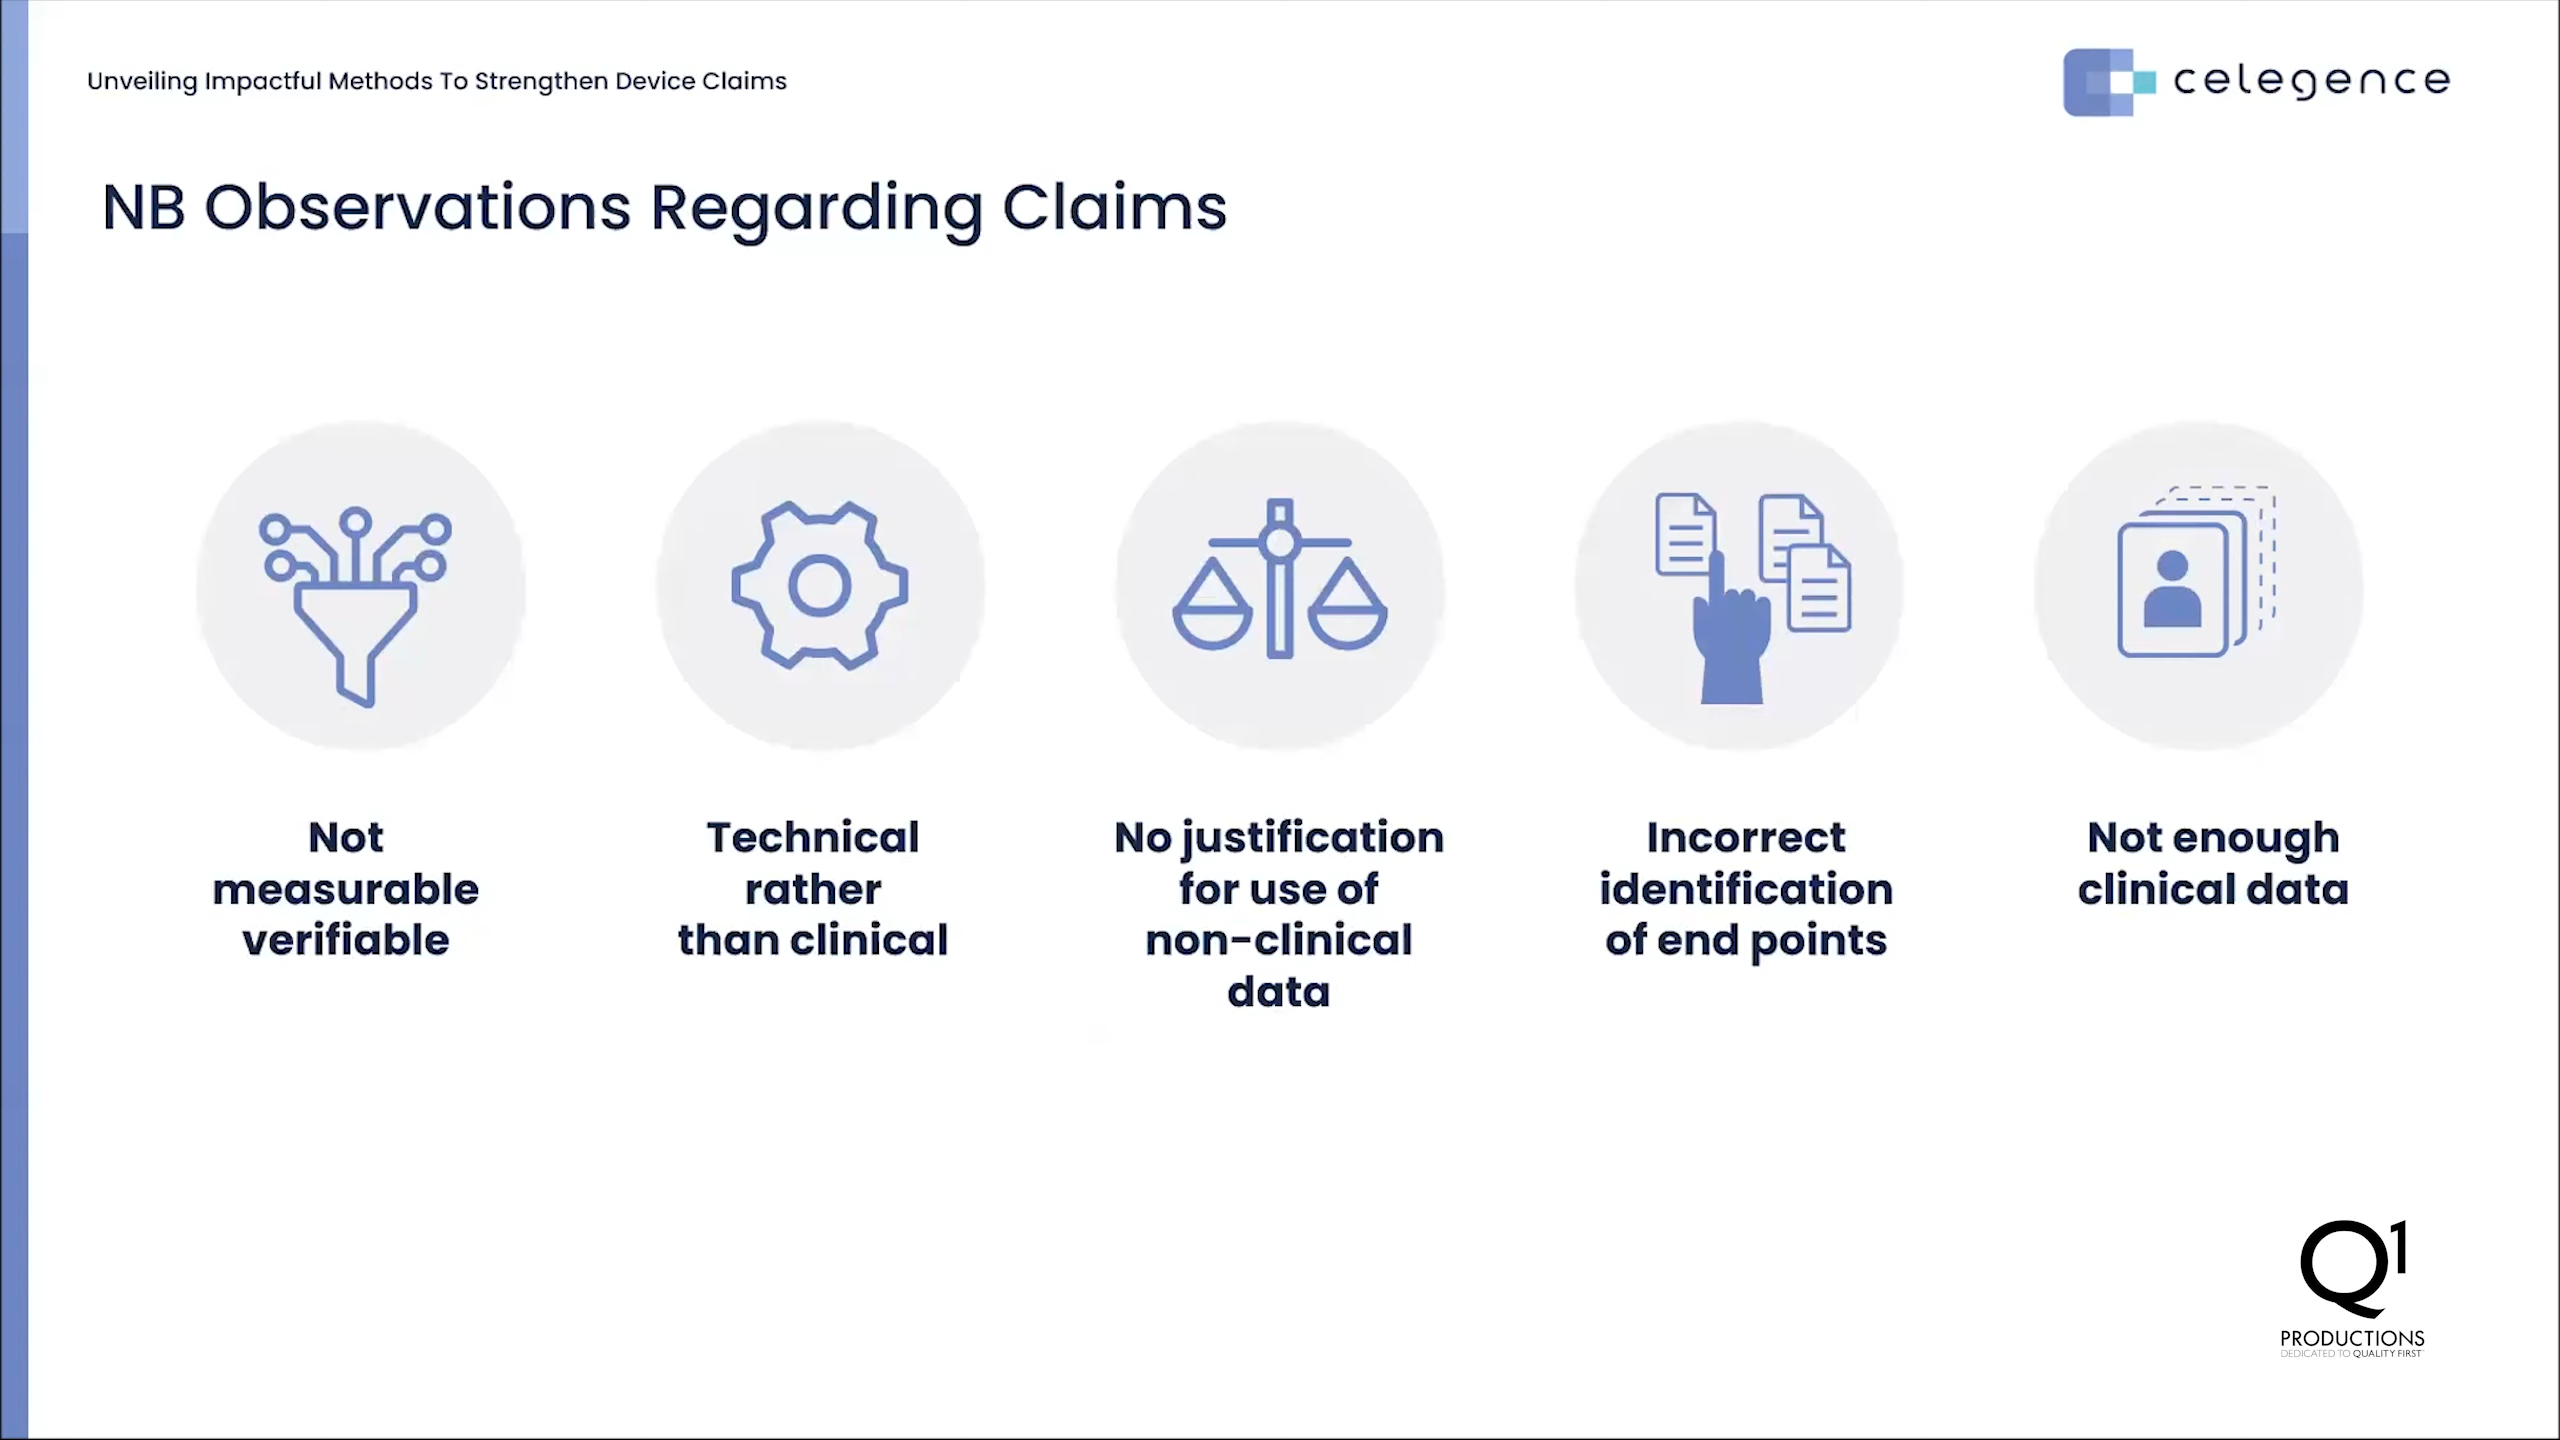 Unveiling Impactful Methods To Strengthen Device Claims
celegence
NB Observations Regarding Claims
Not
measurable
verifiable
Technical
rather
than clinical
No justification
for use of
non-clinical
data
Incorrect
identification
of end points
Not enough
clinical data
Q1
PRODUCTIONS
DEDICATED TO QUALITY FIRST